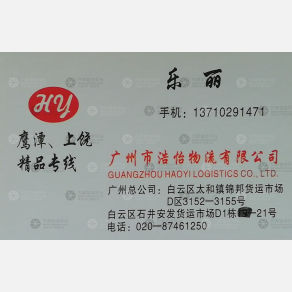 乐 丽
HY
手机：13710291471
鹰潭、上饶
精品专线
广州市浩怡物流有限公司
GUANGZHOU HAOYI LOGISTICS CO., LTD.
广州总公司：白云区太和镇锦邦货运市场
D区3152—3155号
白云区石井安发货运市场D1栋 —21号
电话：020—87461250